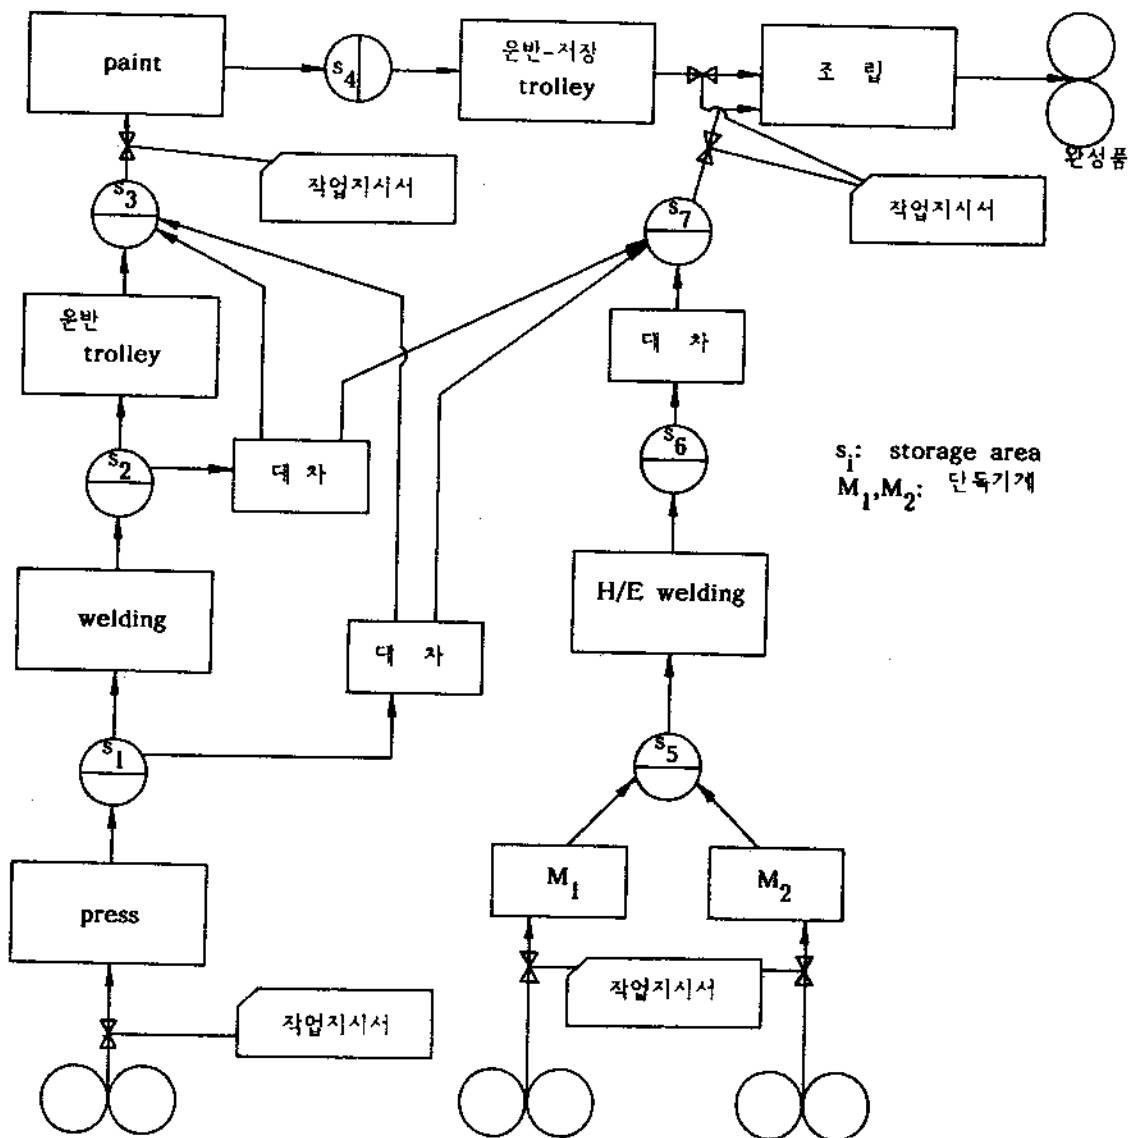 paint
s4
운반-저장
trolley
조 립
완성품
작업지시서
작업지시서
s3
s7
운반
trolley
대 차
s2
대 차
s6
si: storage area
M1,M2: 단독기계
welding
H/E welding
대 차
s1
s5
press
M1
M2
작업지시서
작업지시서